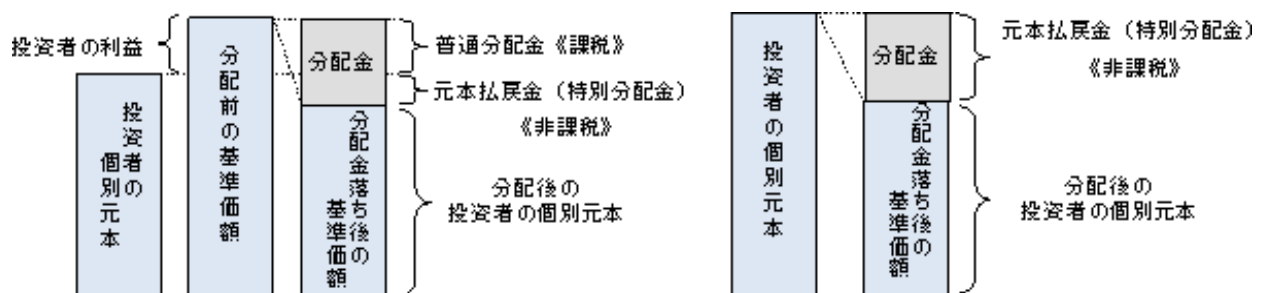 投資者の利益
投資者の
個別元本
分配前の基準価額
分配金
分配金落ち後の
基準価額
普通分配金《課税》
元本払戻金（特別分配金）
《非課税》
分配後の
投資者の個別元本
投資者の個別元本
分配金
分配金落ち後の
基準価額
元本払戻金（特別分配金）
《非課税》
分配後の
投資者の個別元本